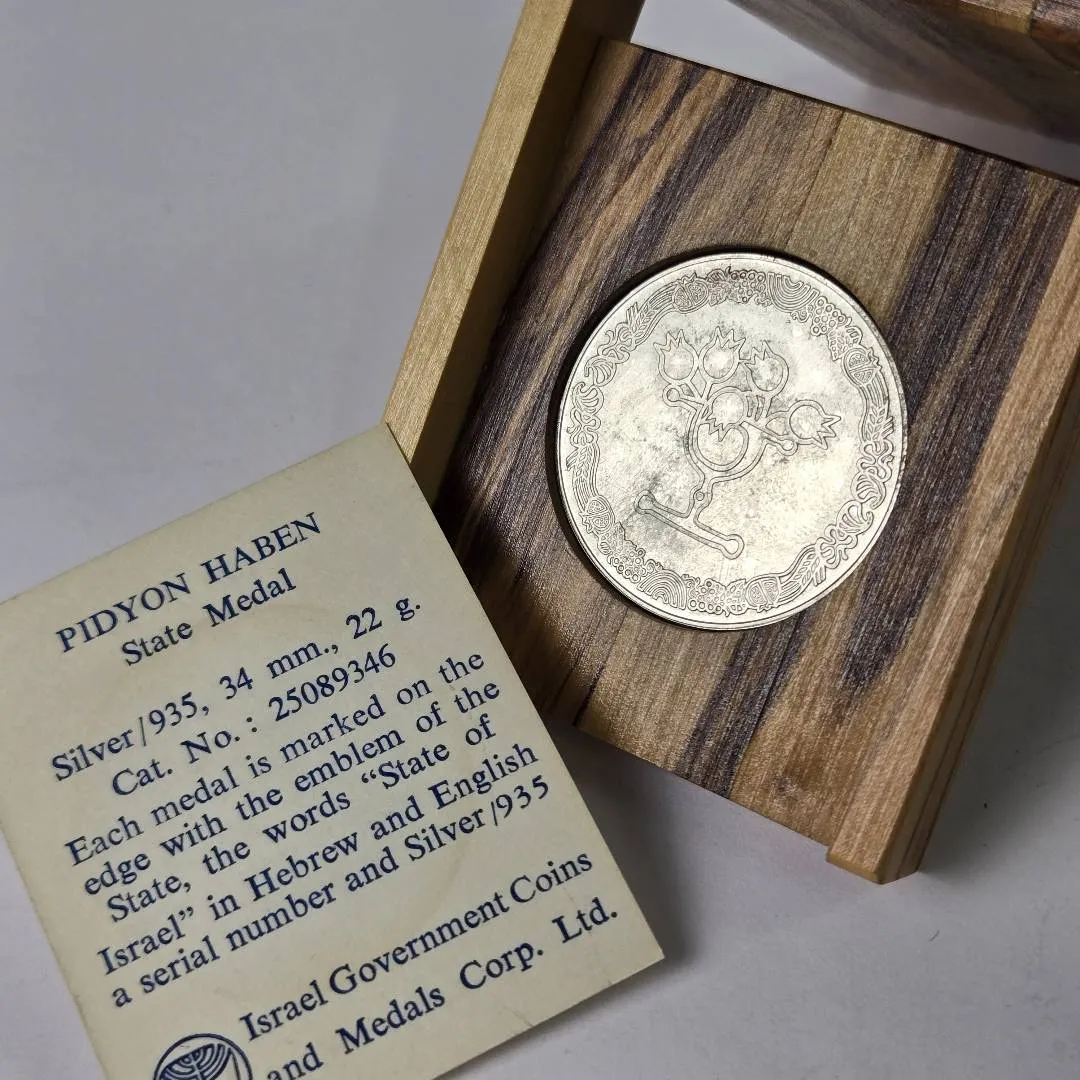 PIDYON HABEN
State Medal
Silver/935, 34 mm., 22 g.
Cat. No.: 25089346
Each medal is marked on the
edge with the emblem of the
State, the words “State of
Israel” in Hebrew and English
a serial number and Silver/935
Israel Government Coins
and Medals Corp. Ltd.